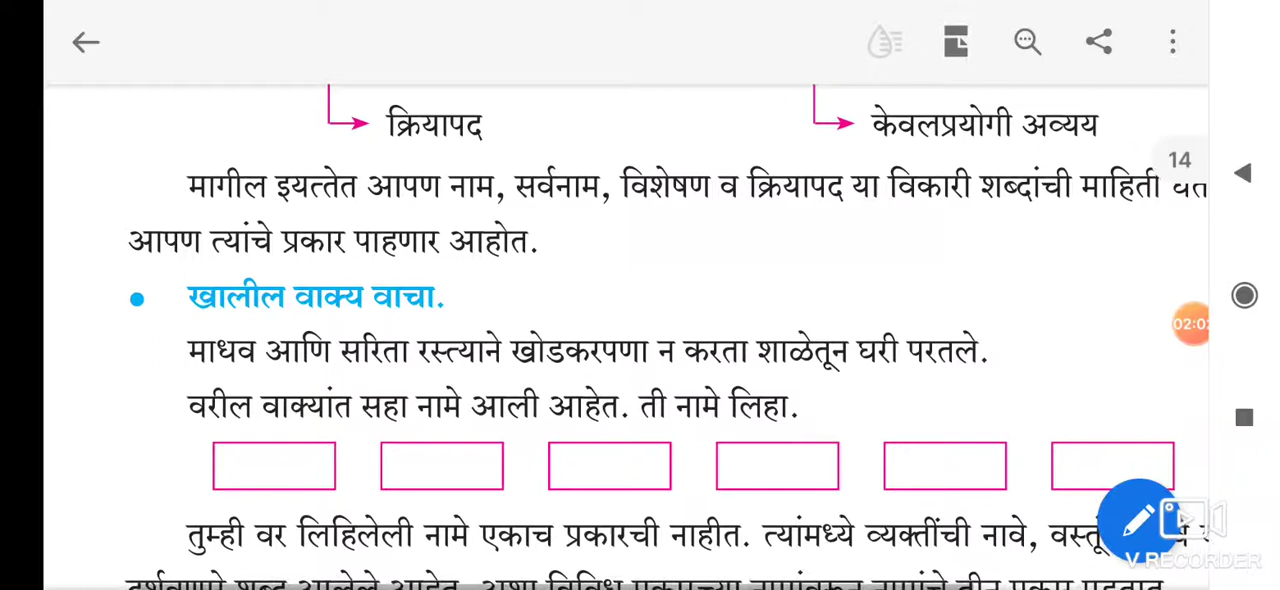 क्रियापद केवलप्रयोगी अव्यय
14
मागील इयत्तेत आपण नाम, सर्वनाम, विशेषण व क्रियापद या विकारी शब्दांची माहिती
आपण त्यांचे प्रकार पाहणार आहोत.
• खालील वाक्य वाचा.
02:02
माधव आणि सरिता रस्त्याने खोडकरपणा न करता शाळेतून घरी परतले.
वरील वाक्यांत सहा नामे आली आहेत. ती नामे लिहा.
तुम्ही वर लिहिलेली नामे एकाच प्रकारची नाहीत. त्यांमध्ये व्यक्तींची नावे,
V RECORDER